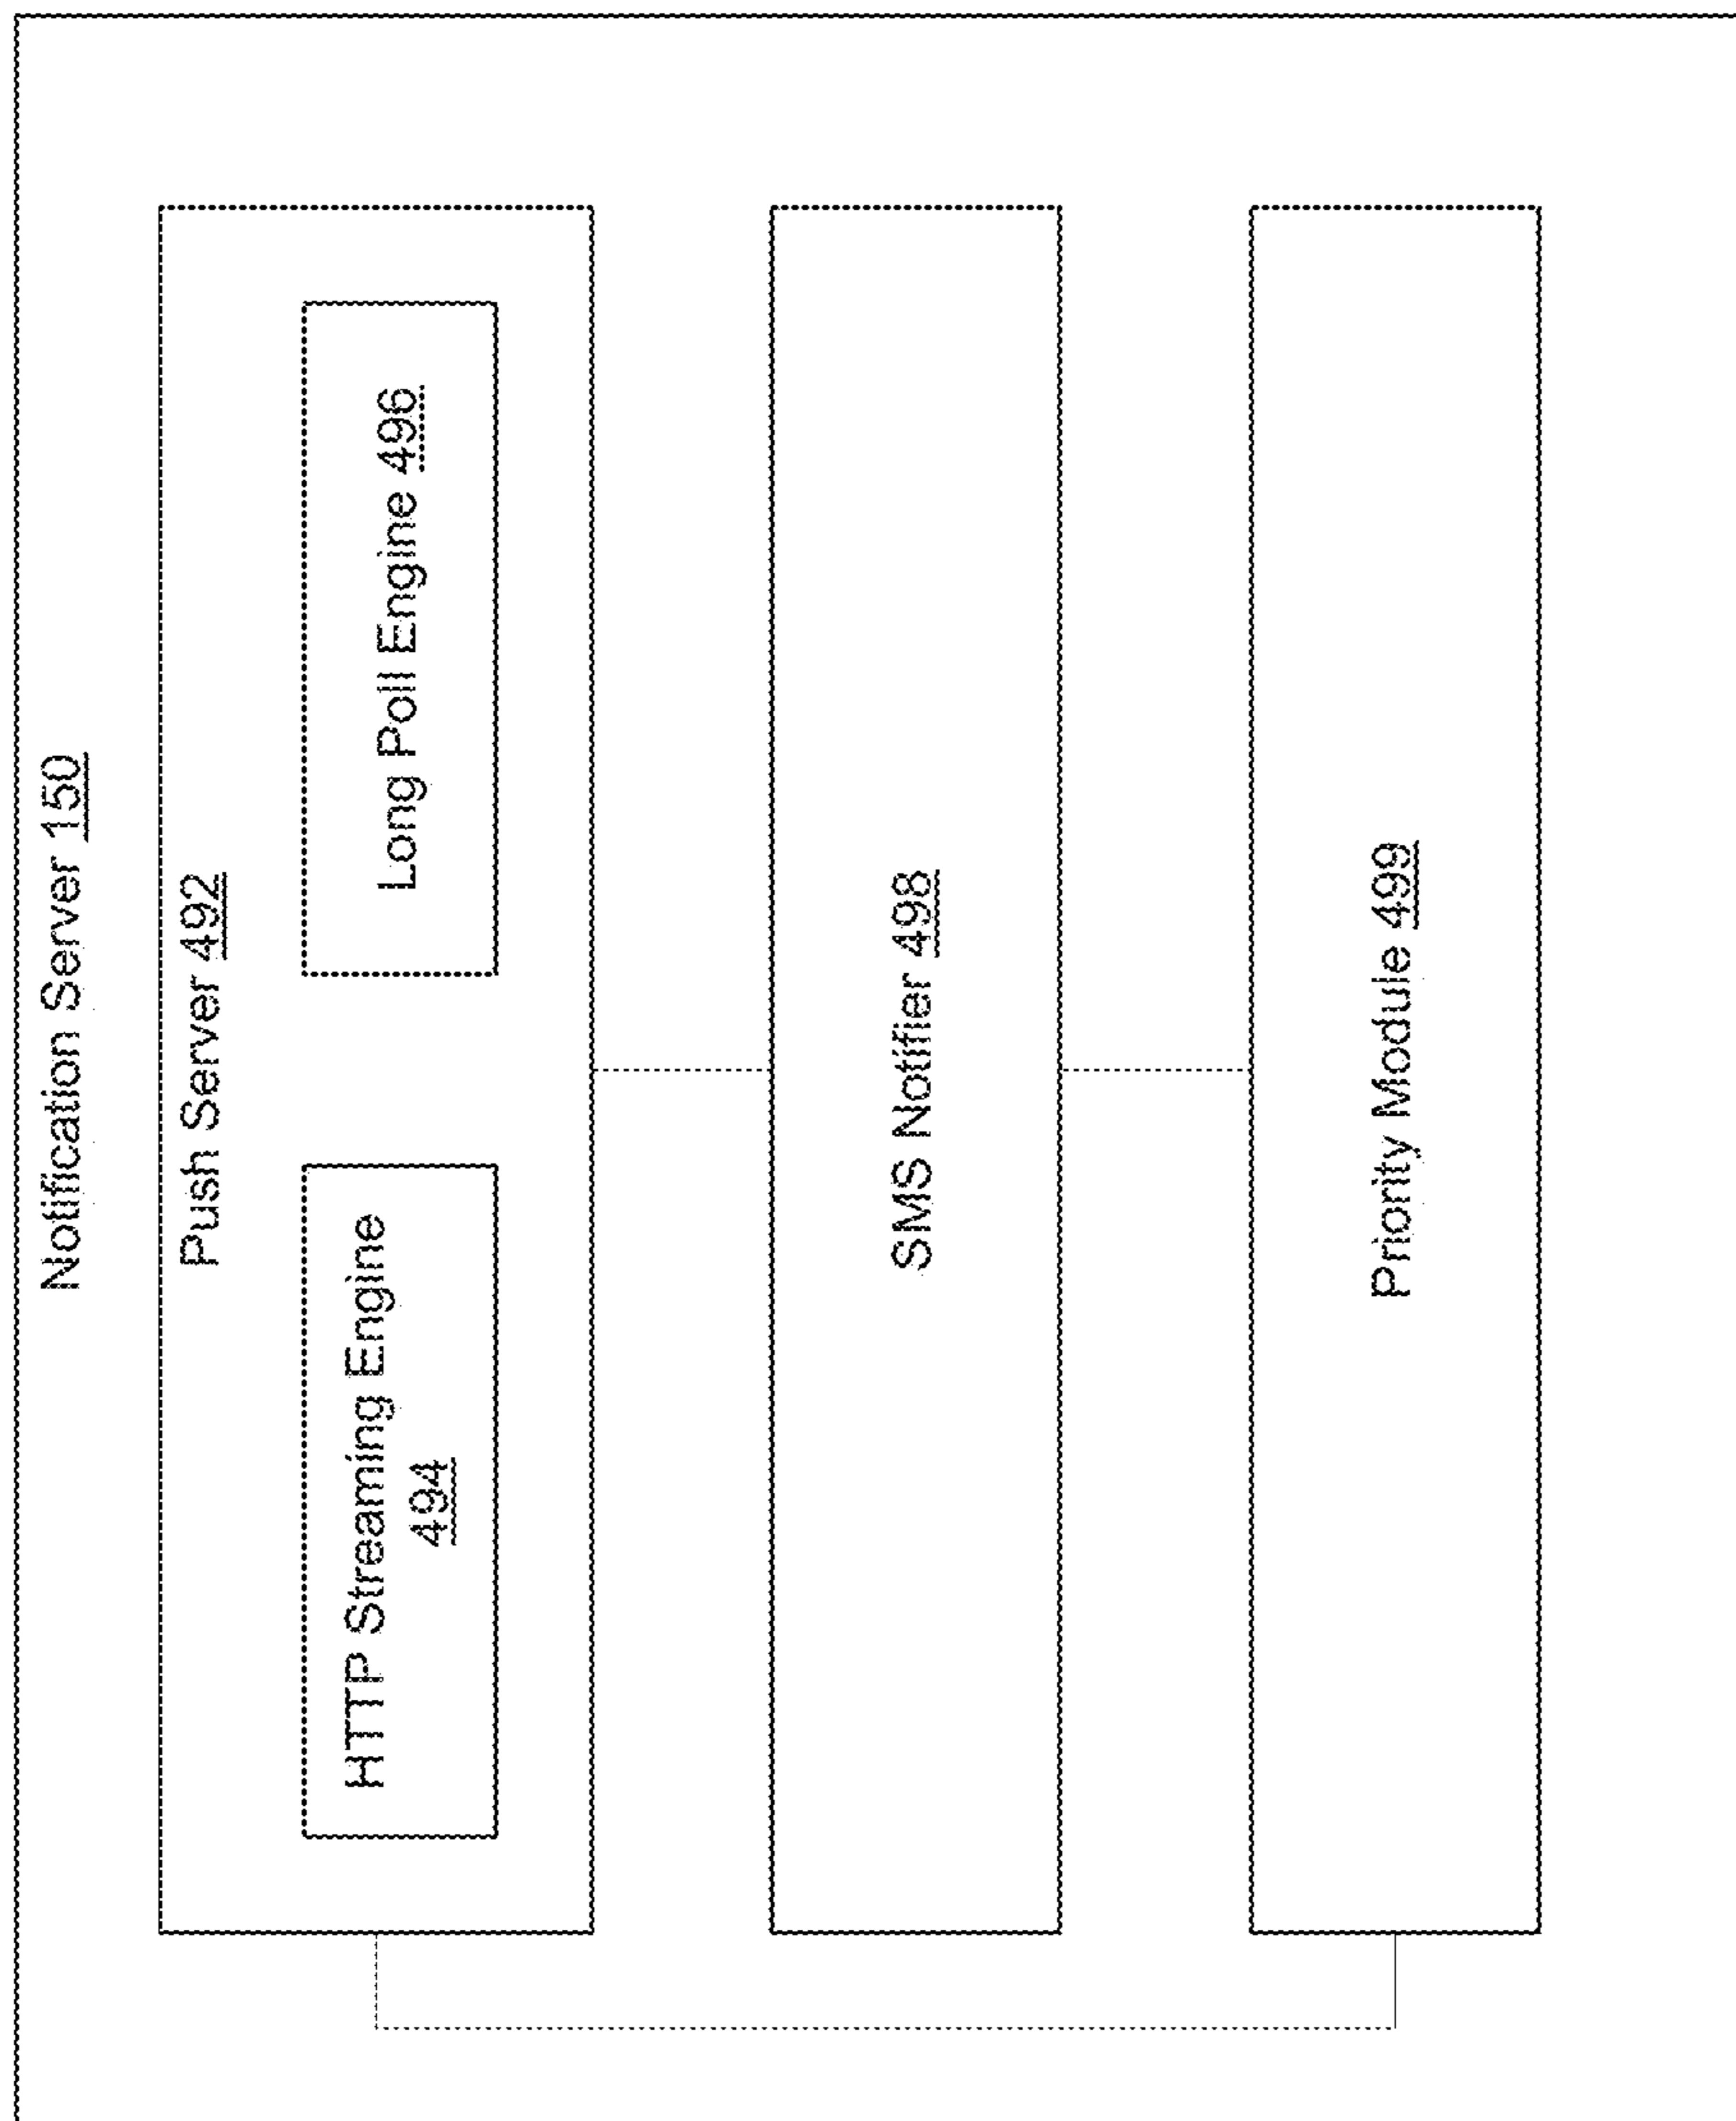 Notification Server 150
Push Server 492
HTTP Streaming Engine
494
Long Poll Engine 496
SMS Notifier 498
Priority Module 499